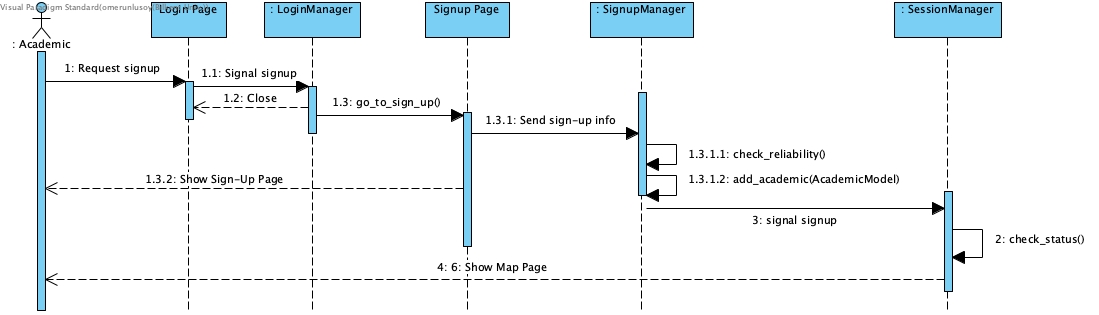 Visual Paradigm Standard(omerunlusoy
Login Page
: LoginManager
Signup Page
: SignupManager
: SessionManager
: Academic
1: Request signup
1.1: Signal signup
1.2: Close
1.3: go_to_sign_up()
1.3.1: Send sign-up info
1.3.1.1: check_reliability()
1.3.2: Show Sign-Up Page
1.3.1.2: add_academic(AcademicModel)
3: signal signup
2: check_status()
4: 6: Show Map Page